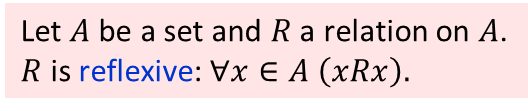 Let A be a set and R a relation on A.
R is reflexive: ∀x ∈ A (xRx).